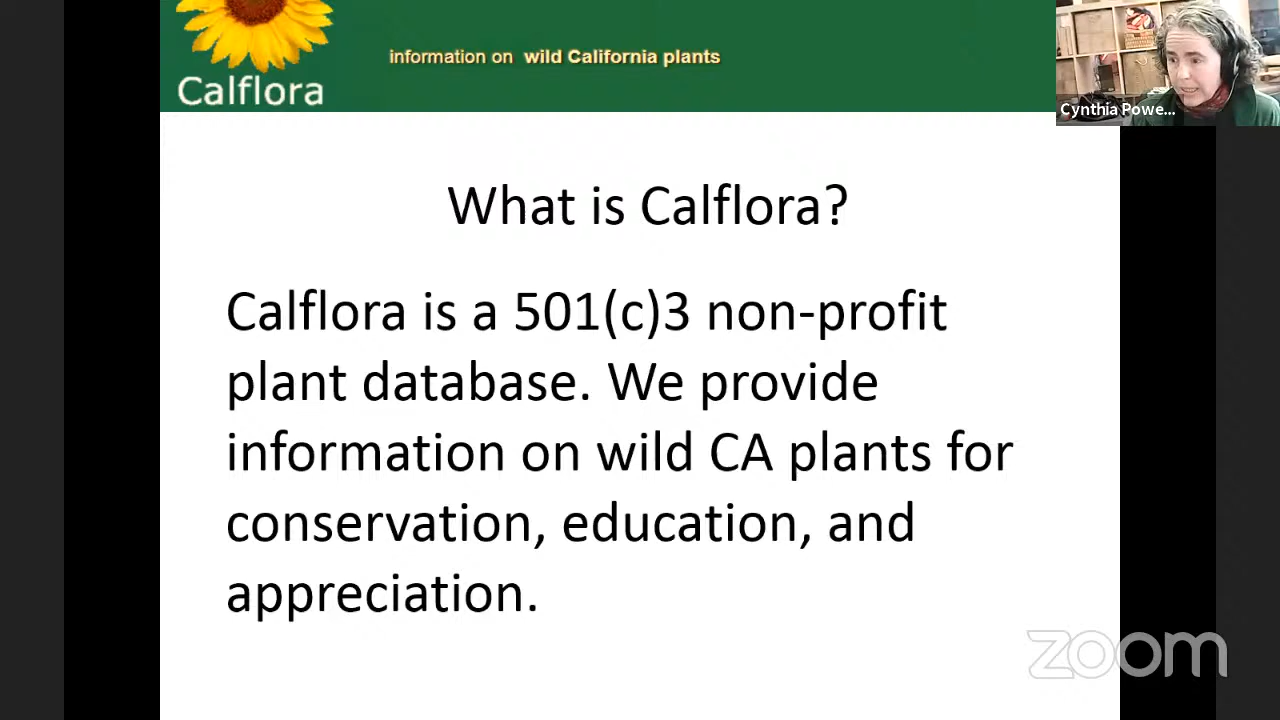 information on wild California plants
Calflora
Cynthia Powe...
What is Calflora?
Calflora is a 501(c)3 non-profit
plant database. We provide
information on wild CA plants for
conservation, education, and
appreciation.
zoom